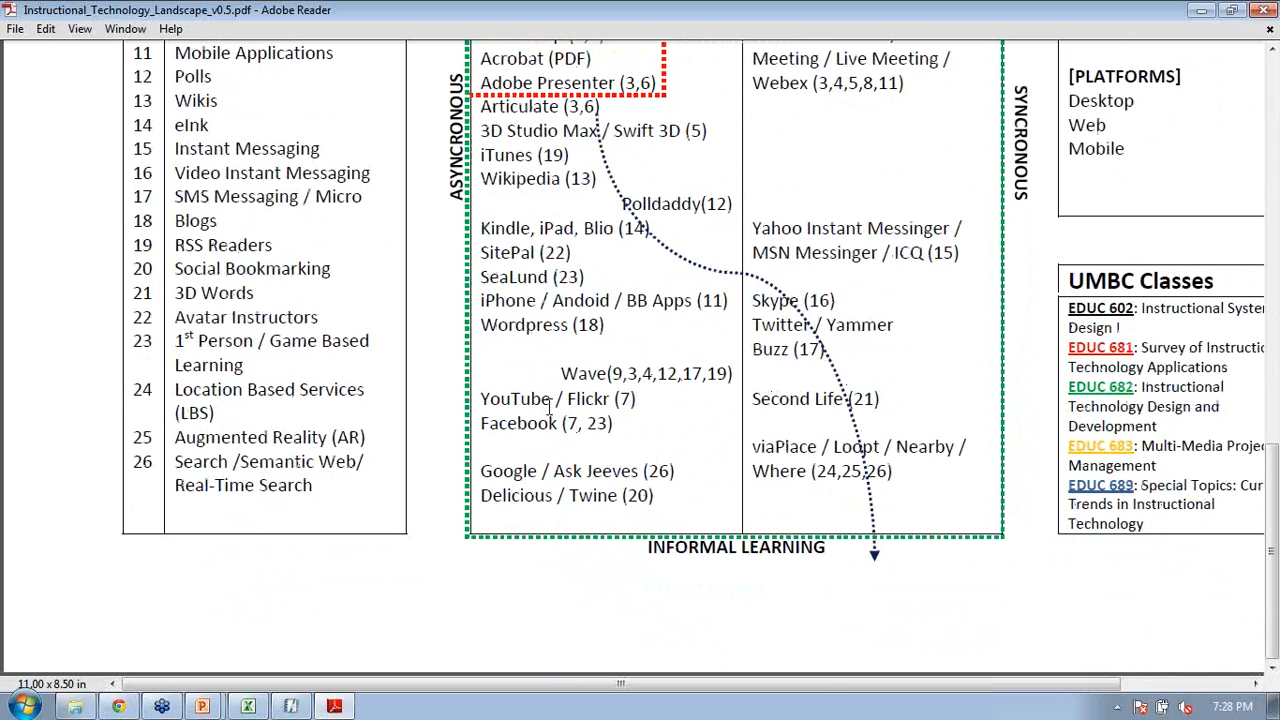 Instructional_Technology_Landscape_v0.5.pdf - Adobe Reader
File Edit View Window Help
11 Mobile Applications
12 Polls
13 Wikis
14 eInk
15 Instant Messaging
16 Video Instant Messaging
17 SMS Messaging / Micro
18 Blogs
19 RSS Readers
20 Social Bookmarking
21 3D Words
22 Avatar Instructors
23 1st Person / Game Based
Learning
24 Location Based Services
(LBS)
25 Augmented Reality (AR)
26 Search /Semantic Web/
Real-Time Search
ASYNCRONOUS
Acrobat (PDF)
Adobe Presenter (3,6)
Articulate (3,6)
3D Studio Max / Swift 3D (5)
iTunes (19)
Wikipedia (13)
Polldaddy(12)
Kindle, iPad, Blio (14)
SitePal (22)
SeaLund (23)
iPhone / Andoid / BB Apps (11)
Wordpress (18)
Wave(9,3,4,12,17,19)
YouTube / Flickr (7)
Facebook (7, 23)
Google / Ask Jeeves (26)
Delicious / Twine (20)
Meeting / Live Meeting /
Webex (3,4,5,8,11)
Yahoo Instant Messinger /
MSN Messinger / ICQ (15)
Skype (16)
Twitter / Yammer
Buzz (17)
Second Life (21)
viaPlace / Loopt / Nearby /
Where (24,25,26)
SYNCRONOUS
INFORMAL LEARNING
[PLATFORMS]
Desktop
Web
Mobile
UMBC Classes
EDUC 602: Instructional Syste
Design !
EDUC 681: Survey of Instructi
Technology Applications
EDUC 682: Instructional
Technology Design and
Development
EDUC 683: Multi-Media Projec
Management
EDUC 689: Special Topics: Cur
Trends in Instructional
Technology
11.00 x 8.50 in
7:28 PM